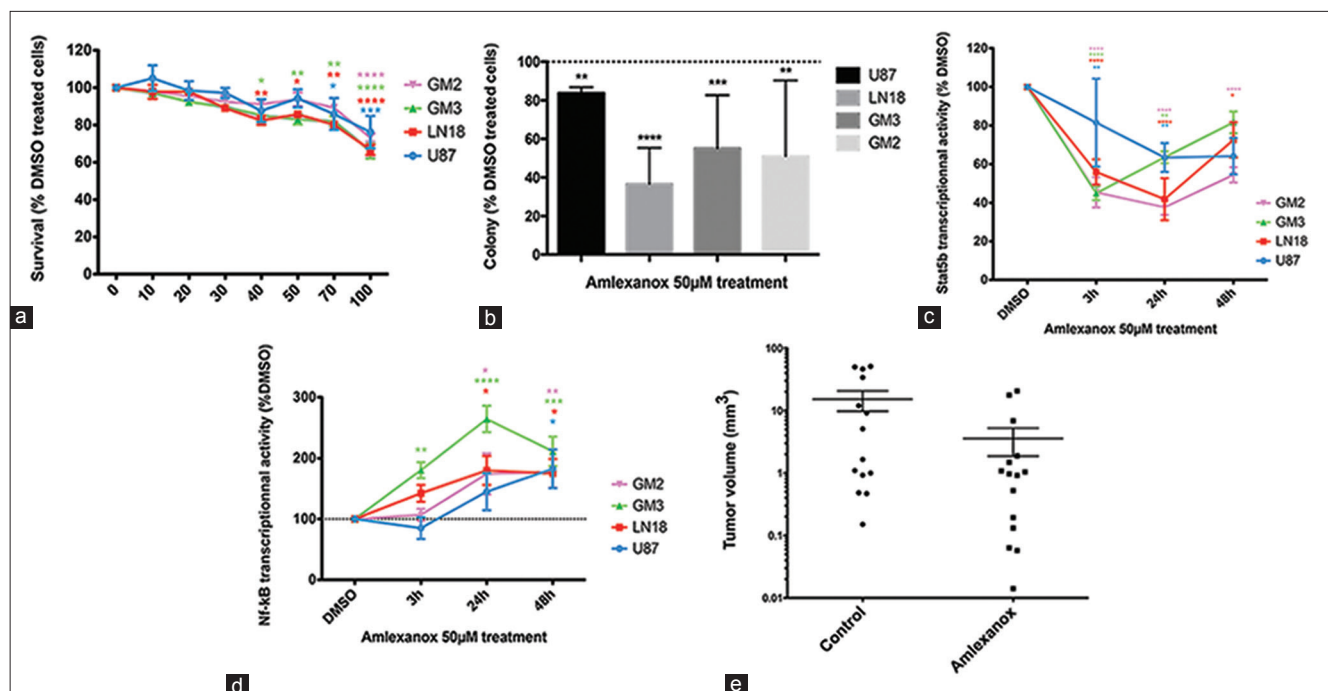 Survival (% DMSO treated cells)
120
100
80
60
40
20
0
0 10 20 30 40 50 70 100
* ** ** ****
** * ** ****
* ****
***
GM2
GM3
LN18
U87
a
Colony (% DMSO treated cells)
100
80
60
40
20
0
** **** *** **
Amlexanox 50µM treatment
U87
LN18
GM3
GM2
b
Stat5b transcriptionnal activity (% DMSO)
120
100
80
60
40
20
0
**** **** ****
**** ** *
**** ****
** **
DMSO 3h 24h 48h
Amlexanox 50µM treatment
GM2
GM3
LN18
U87
c
Nf-kB transcriptionnal activity (%DMSO)
300
200
100
0
** * **
**** ***
* *
*
DMSO 3h 24h 48h
Amlexanox 50µM treatment
GM2
GM3
LN18
U87
d
Tumor volume (mm3)
100
10
1
0.1
0.01
Control Amlexanox
e